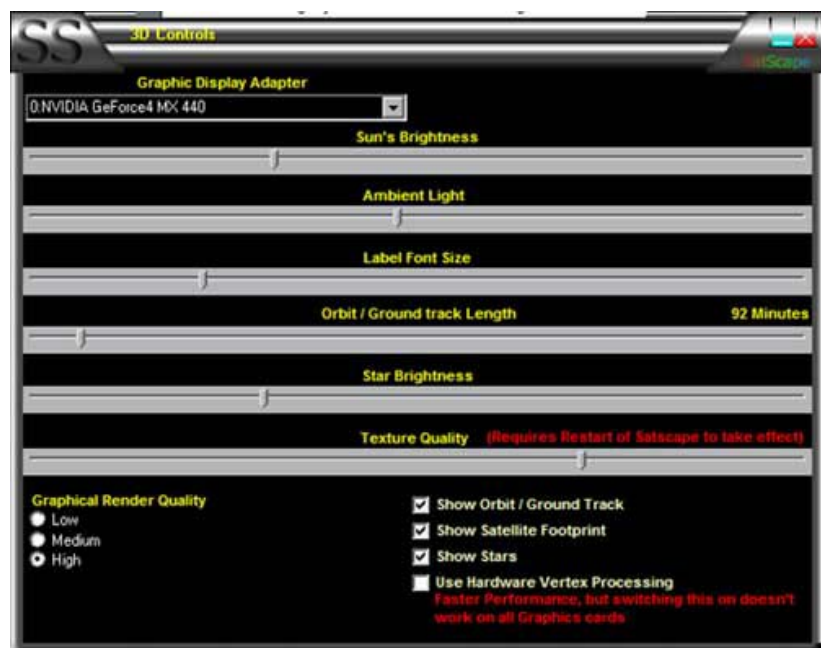 SS
3D Controls
Graphic Display Adapter
0:NVIDIA GeForce4 MX 440
Sun's Brightness
Ambient Light
Label Font Size
Orbit / Ground track Length 92 Minutes
Star Brightness
Texture Quality (Requires Restart of Satscape to take effect)
Graphical Render Quality
Low
Medium
High
Show Orbit / Ground Track
Show Satellite Footprint
Show Stars
Use Hardware Vertex Processing
Faster Performance, but switching this on doesn't
work on all Graphics cards